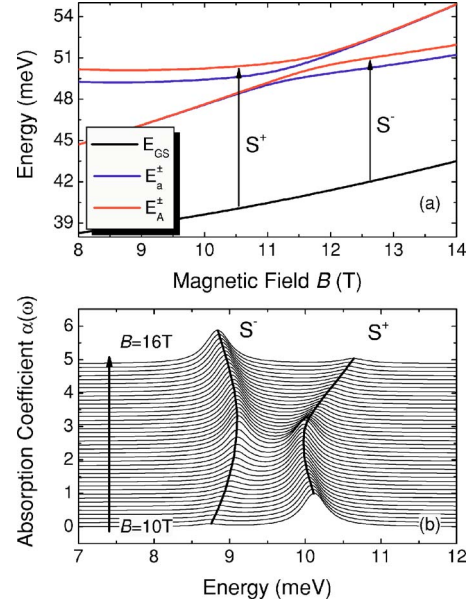 54
51
48
45
42
39
Energy (meV)
S⁺
S⁻
E_GS
E_a^±
E_A^±
(a)
8 9 10 11 12 13 14
Magnetic Field B (T)
6
5
4
3
2
1
0
Absorption Coefficient α(ω)
B=16T
S⁻
S⁺
B=10T
(b)
7 8 9 10 11 12
Energy (meV)